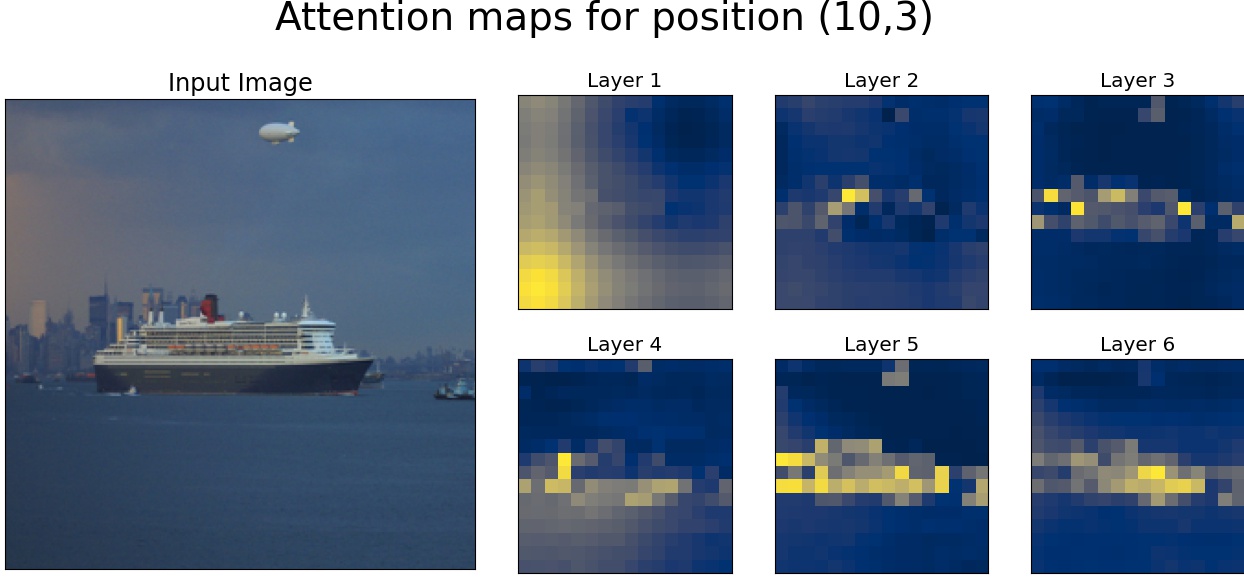 Attention maps for position (10,3)
Input Image
Layer 1
Layer 2
Layer 3
Layer 4
Layer 5
Layer 6